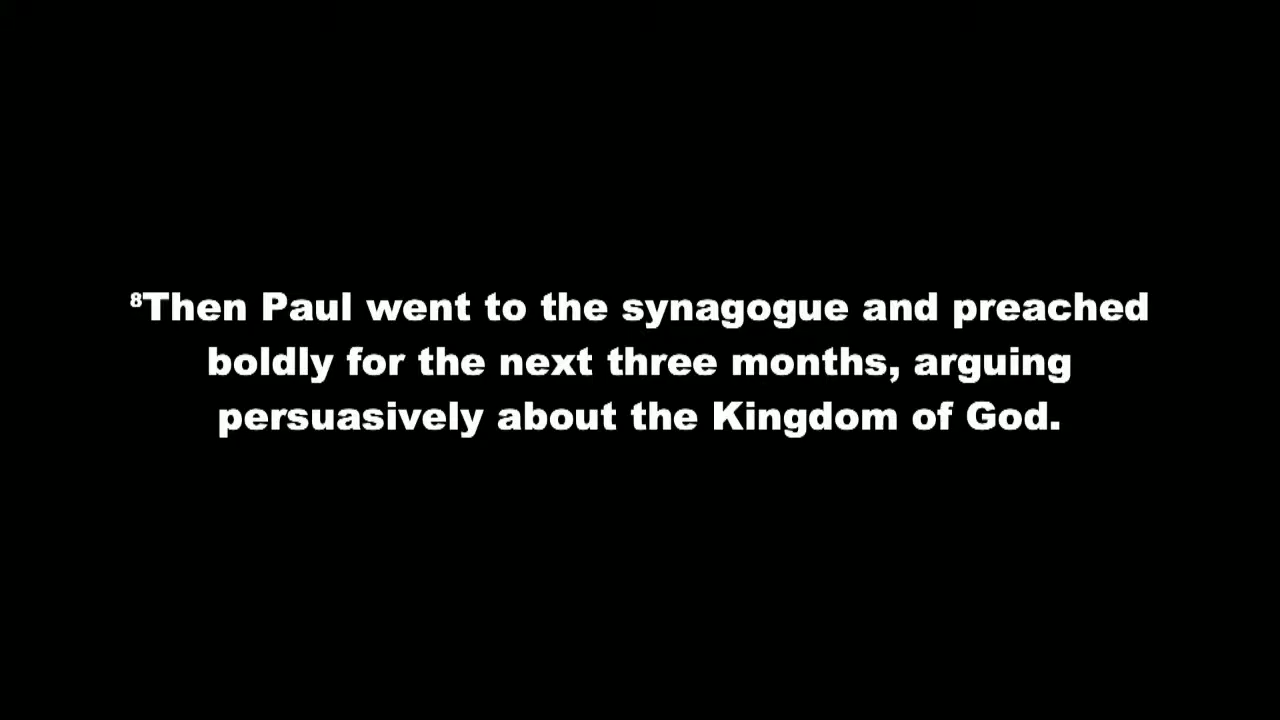 ⁸Then Paul went to the synagogue and preached
boldly for the next three months, arguing
persuasively about the Kingdom of God.